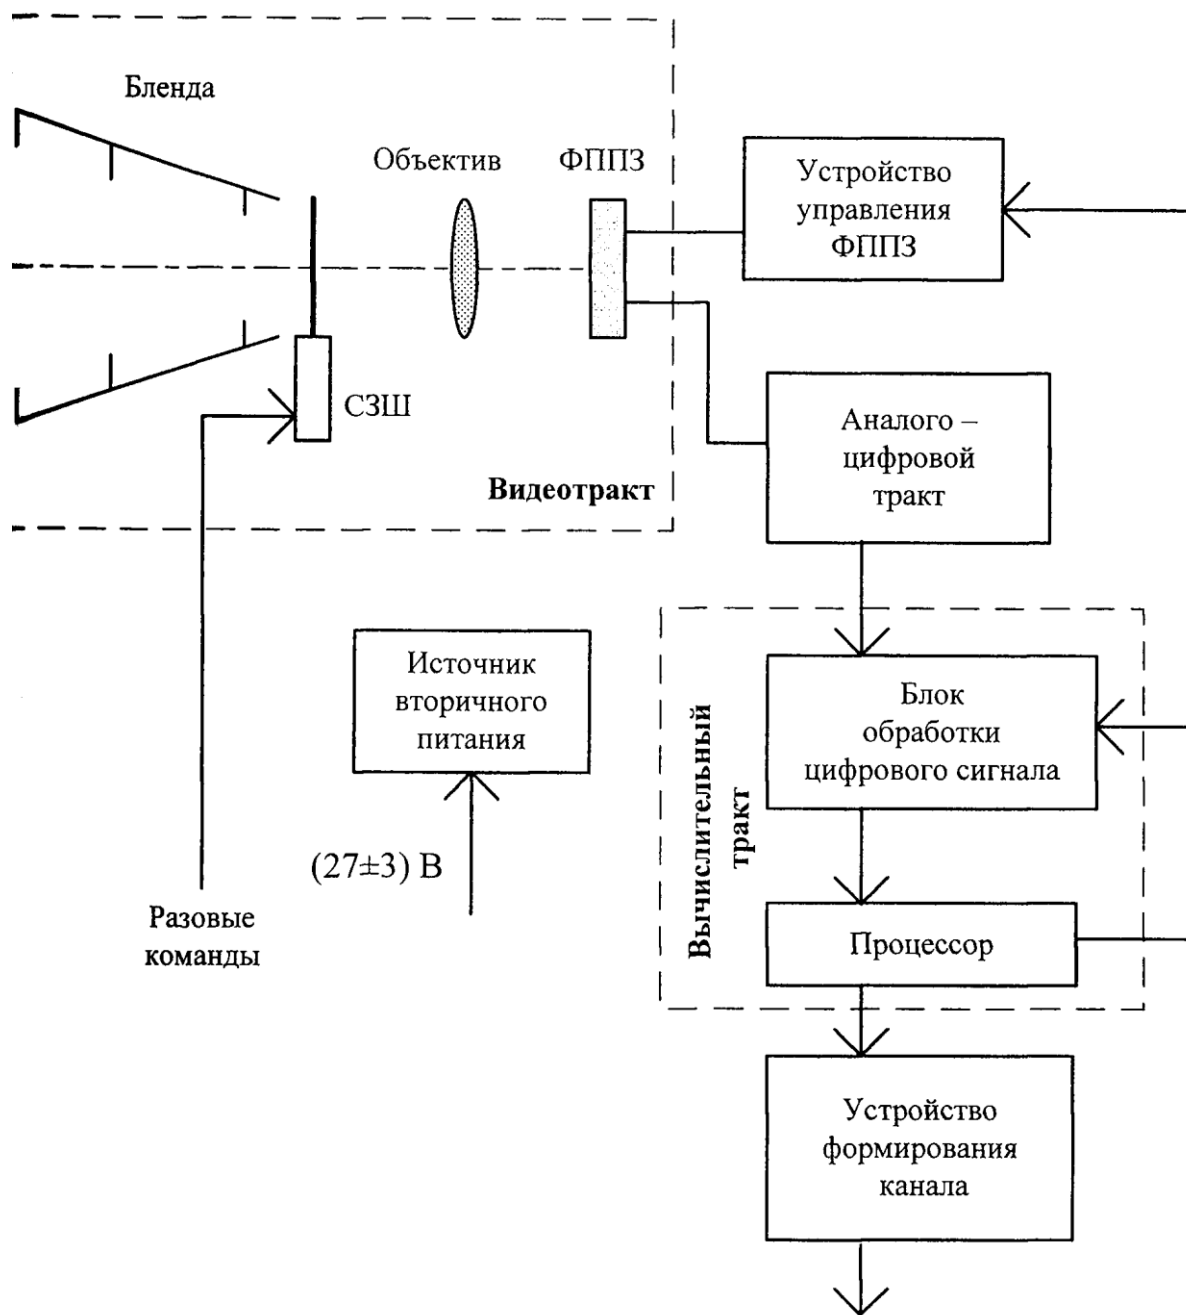 Бленда
Объектив
ФППЗ
Устройство
управления
ФППЗ
СЗШ
Видеотракт
Аналого –
цифровой
тракт
Источник
вторичного
питания
(27±3) В
Разовые
команды
Вычислительный
тракт
Блок
обработки
цифрового сигнала
Процессор
Устройство
формирования
канала